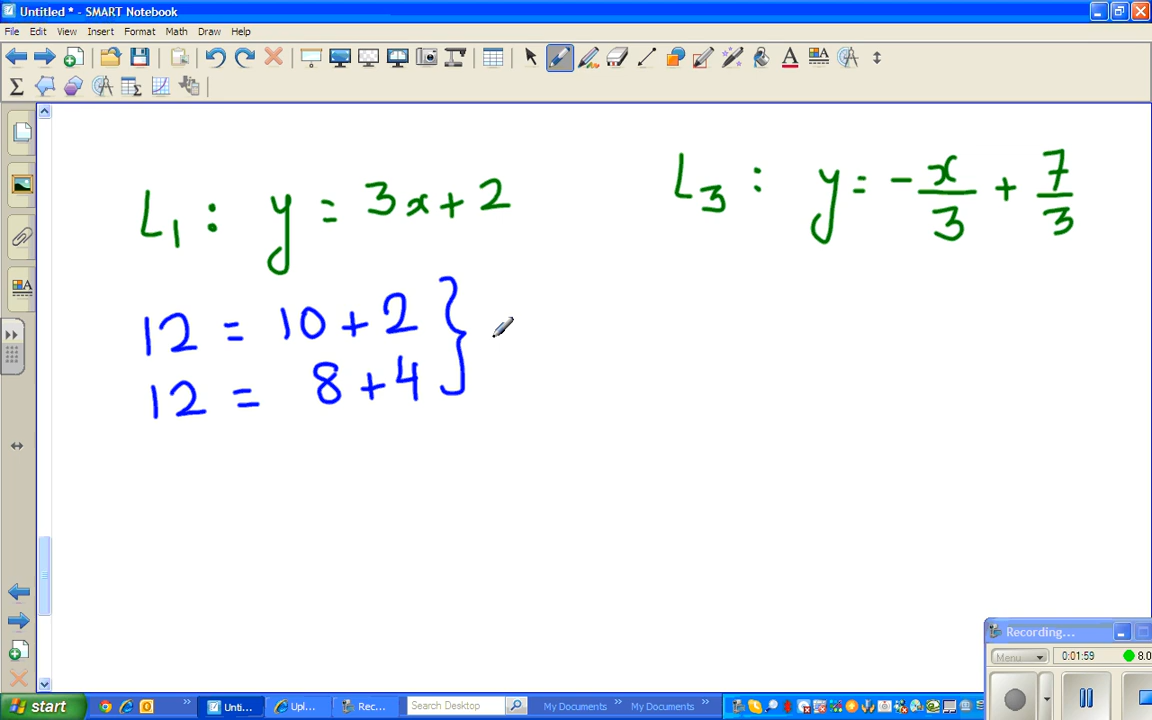 Untitled * - SMART Notebook
File Edit View Insert Format Math Draw Help
L₁ : y = 3x + 2
L₃ : y = -x/3 + 7/3
12 = 10 + 2 }
12 = 8 + 4
Recording...
Menu
0:01:59
8.0
start
Unti...
Upl...
Rec...
Search Desktop
My Documents
»
My Documents
»